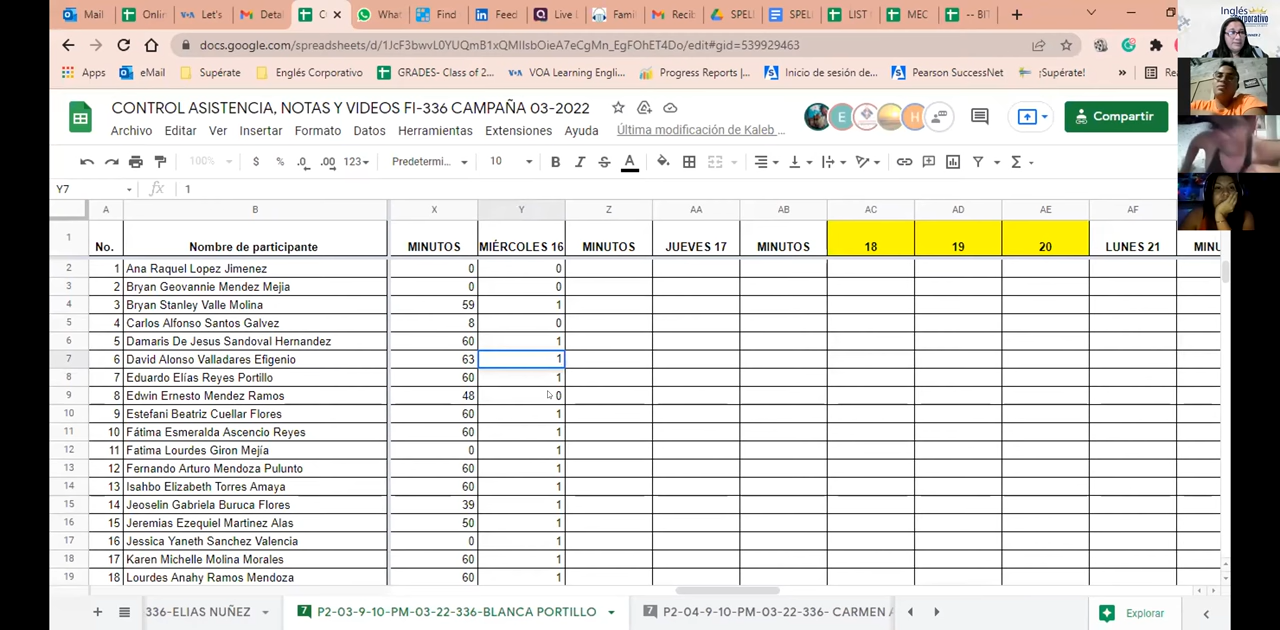 Mail Onlin Let's Detai C What Find Feed Live L Fami Recib SPEL SPEL LIST MEC -- BIT
docs.google.com/spreadsheets/d/1JcF3bwvL0YUQmB1xQMIIsbOieA7eCgMn_EgFOhET4Do/edit#gid=539929463
Apps eMail Supérate Englés Corporativo GRADES- Class of 2... VOA Learning Engli... Progress Reports |... Inicio de sesión de... Pearson SuccessNet ¡Supérate! »
Inglés Corporativo
CONTROL ASISTENCIA, NOTAS Y VIDEOS FI-336 CAMPAÑA 03-2022
E H Compartir
Archivo Editar Ver Insertar Formato Datos Herramientas Extensiones Ayuda Última modificación de Kaleb ...
100% $ % .0 .00 123 Predetermi... 10 B I S A Σ
Y7 fx 1
A B X Y Z AA AB AC AD AE AF
1 No. Nombre de participante MINUTOS MIÉRCOLES 16 MINUTOS JUEVES 17 MINUTOS 18 19 20 LUNES 21 MINU
2 1 Ana Raquel Lopez Jimenez 0 0
3 2 Bryan Geovannie Mendez Mejia 0 0
4 3 Bryan Stanley Valle Molina 59 1
5 4 Carlos Alfonso Santos Galvez 8 0
6 5 Damaris De Jesus Sandoval Hernandez 60 1
7 6 David Alonso Valladares Efigenio 63 1
8 7 Eduardo Elías Reyes Portillo 60 1
9 8 Edwin Ernesto Mendez Ramos 48 0
10 9 Estefani Beatriz Cuellar Flores 60 1
11 10 Fátima Esmeralda Ascencio Reyes 60 1
12 11 Fatima Lourdes Giron Mejía 0 1
13 12 Fernando Arturo Mendoza Pulunto 60 1
14 13 Isahbo Elizabeth Torres Amaya 60 1
15 14 Jeoselin Gabriela Buruca Flores 39 1
16 15 Jeremias Ezequiel Martinez Alas 50 1
17 16 Jessica Yaneth Sanchez Valencia 0 1
18 17 Karen Michelle Molina Morales 60 1
19 18 Lourdes Anahy Ramos Mendoza 60 1
336-ELIAS NUÑEZ 7 P2-03-9-10-PM-03-22-336-BLANCA PORTILLO 7 P2-04-9-10-PM-03-22-336- CARMEN Explorar